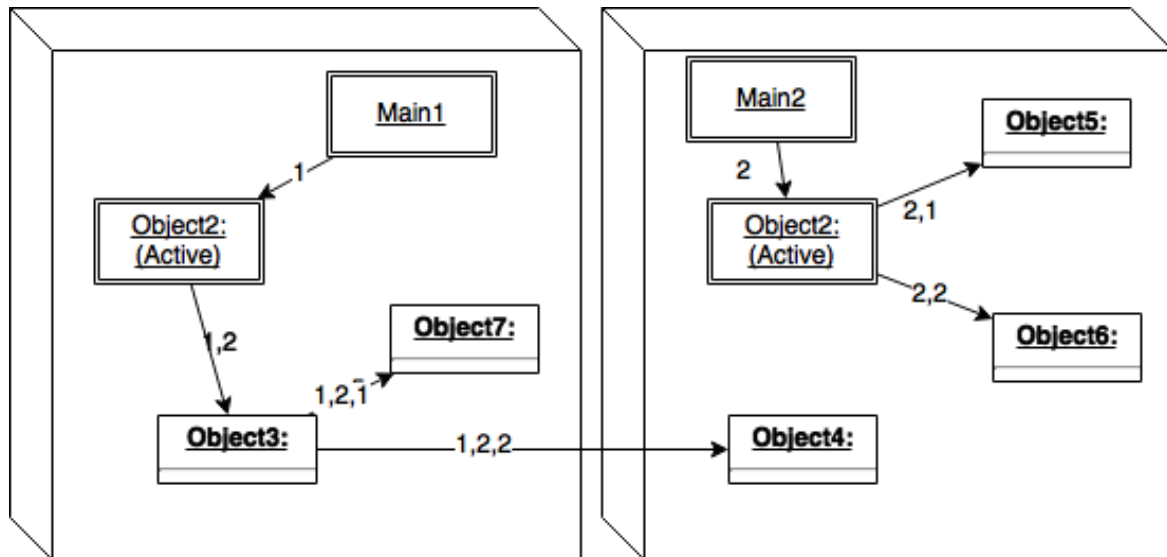 Main1
1
Object2:
(Active)
1,2
Object7:
1,2,1
Object3:
1,2,2
Main2
2
Object2:
(Active)
Object5:
2,1
2,2
Object6:
Object4: